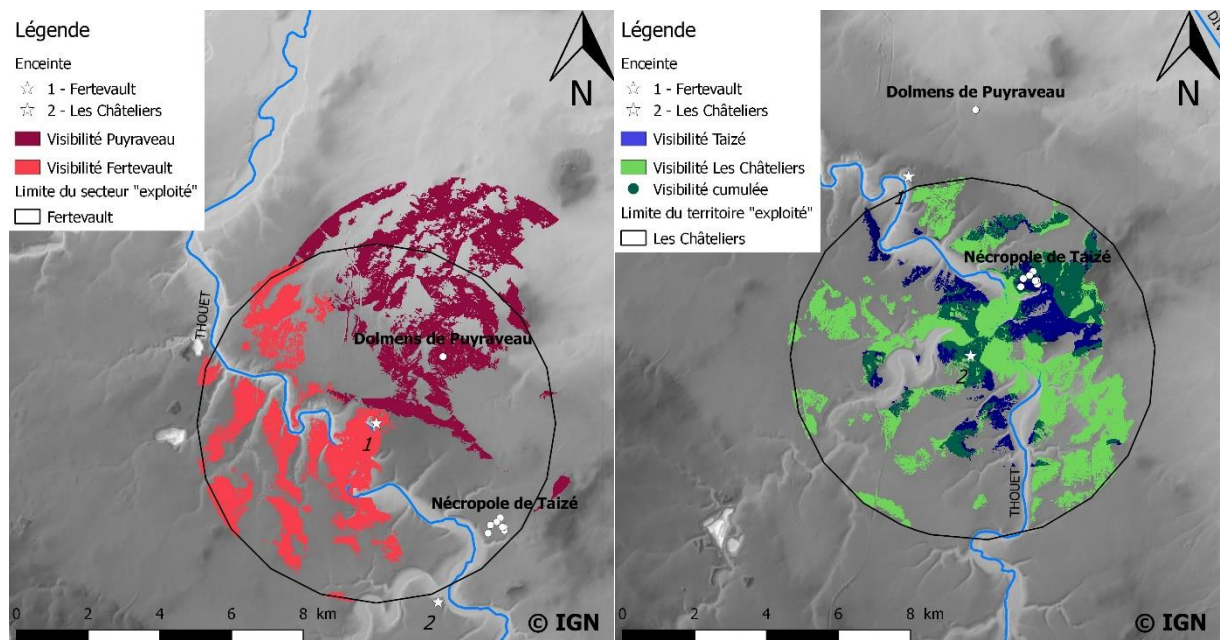 Légende
Enceinte
1 - Fertevault
2 - Les Châteliers
Visibilité Puyraveau
Visibilité Fertevault
Limite du secteur "exploité"
Fertevault
N
THOUET
Dolmens de Puyraveau
1
Nécropole de Taizé
2
0 2 4 6 8 km
© IGN
Légende
Enceinte
1 - Fertevault
2 - Les Châteliers
Visibilité Taizé
Visibilité Les Châteliers
Visibilité cumulée
Limite du territoire "exploité"
Les Châteliers
DIV
N
Dolmens de Puyraveau
1
Nécropole de Taizé
2
THOUET
0 2 4 6 8 km
© IGN